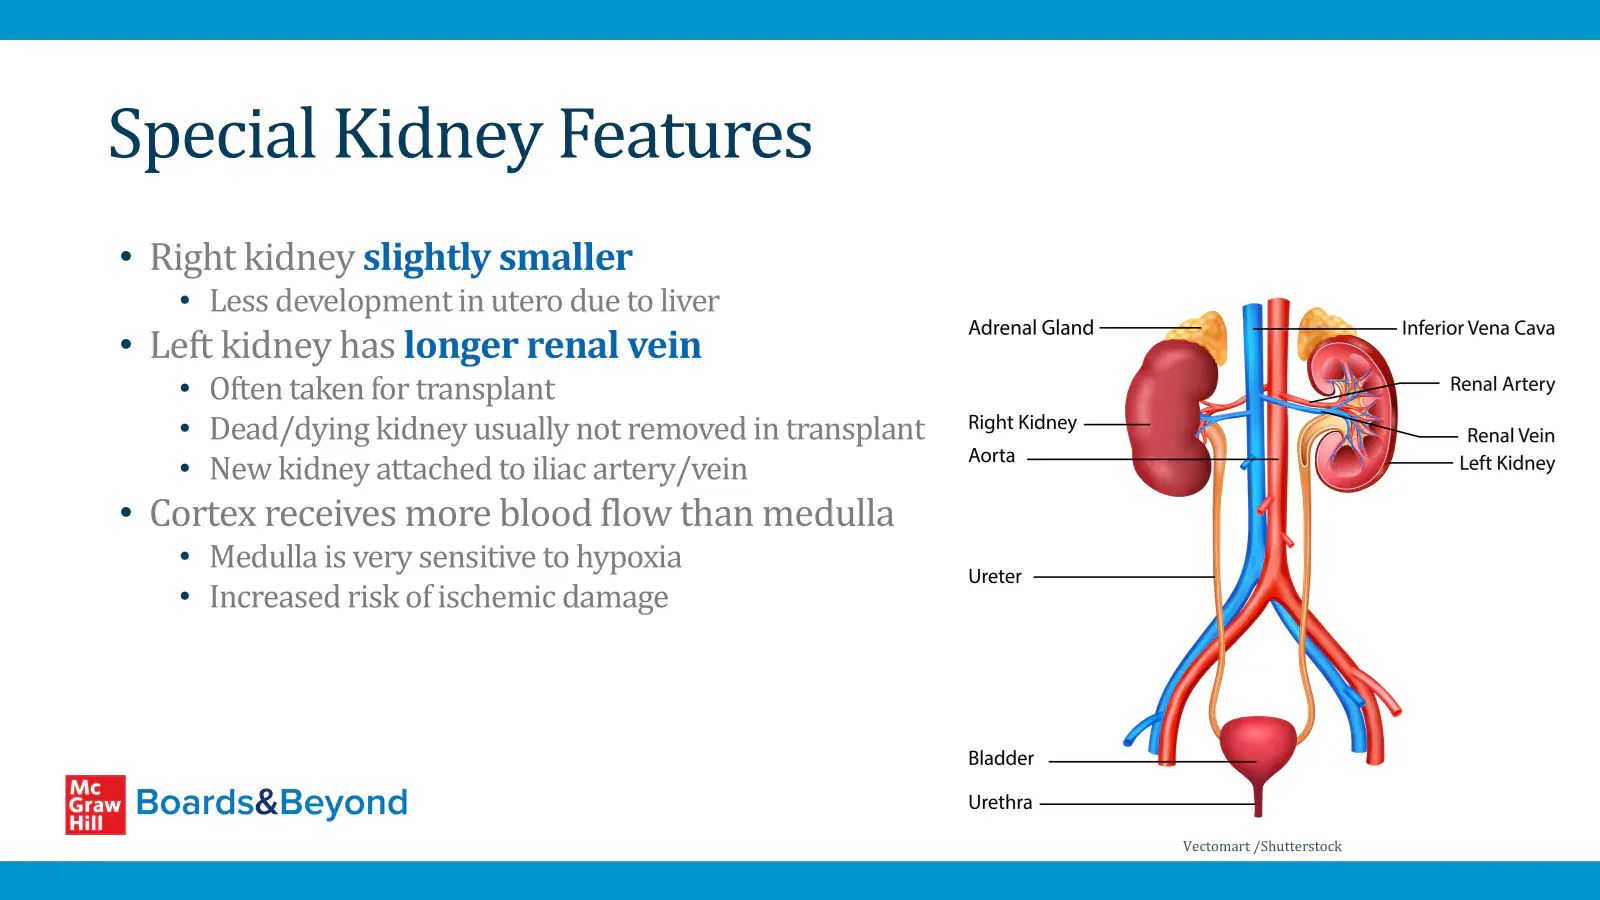 Special Kidney Features
• Right kidney slightly smaller
• Less development in utero due to liver
• Left kidney has longer renal vein
• Often taken for transplant
• Dead/dying kidney usually not removed in transplant
• New kidney attached to iliac artery/vein
• Cortex receives more blood flow than medulla
• Medulla is very sensitive to hypoxia
• Increased risk of ischemic damage
Adrenal Gland
Right Kidney
Aorta
Ureter
Bladder
Urethra
Inferior Vena Cava
Renal Artery
Renal Vein
Left Kidney
Vectomart /Shutterstock
Mc
Graw
Hill
Boards&Beyond